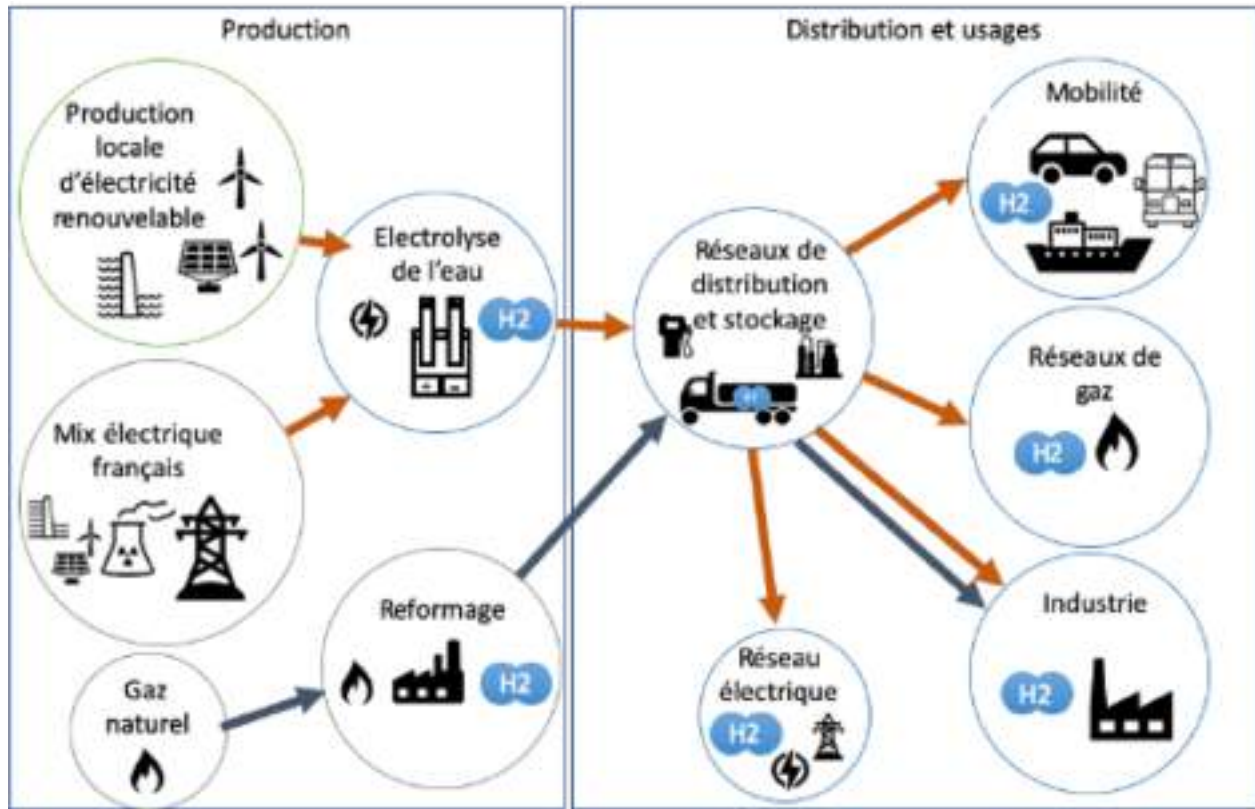 Production
Production
locale
d'électricité
renouvelable
Electrolyse
de l'eau
H2
Mix électrique
français
Reformage
H2
Gaz
naturel
Distribution et usages
Réseaux de
distribution
et stockage
Mobilité
H2
Réseaux de
gaz
H2
Industrie
H2
Réseau
électrique
H2